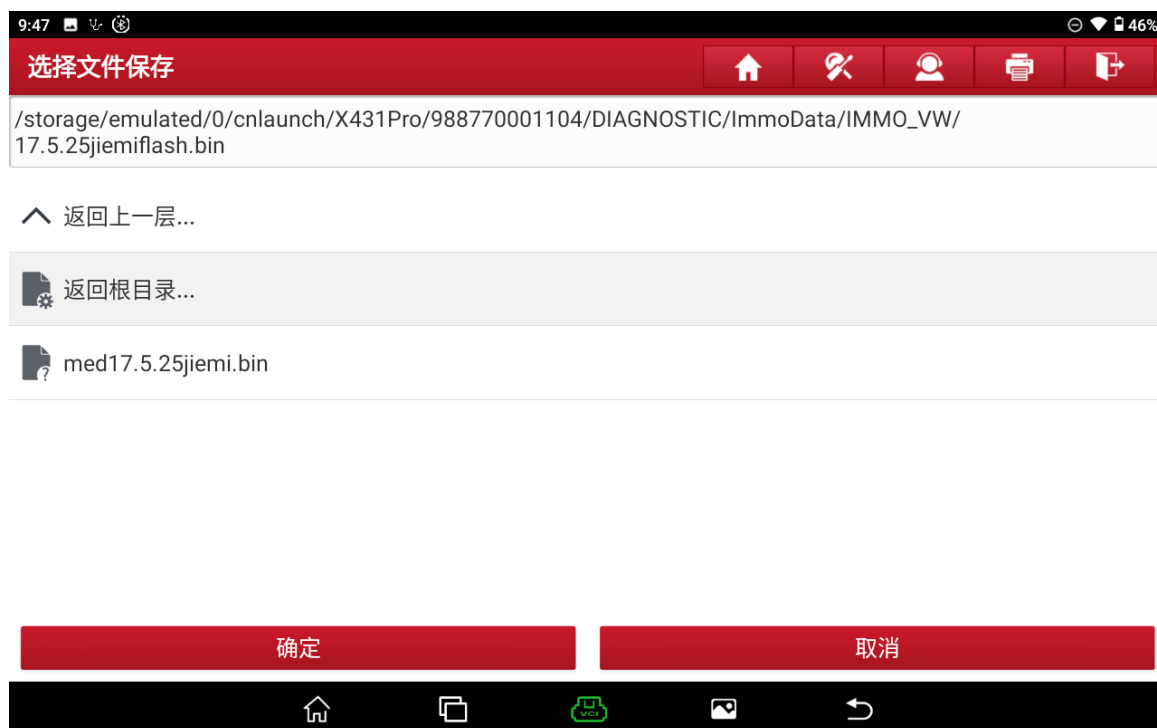 9:47
46%
选择文件保存
/storage/emulated/0/cnlaunch/X431Pro/988770001104/DIAGNOSTIC/ImmoData/IMMO_VW/
17.5.25jiemiflash.bin
返回上一层...
返回根目录...
med17.5.25jiemi.bin
确定
取消
VCI